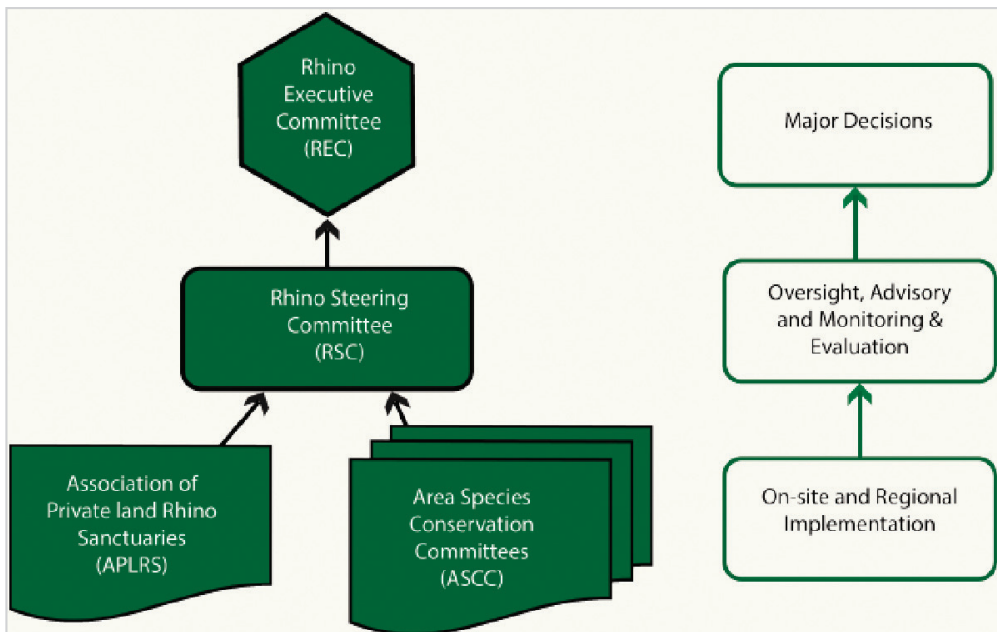 Rhino
Executive
Committee
(REC)
Major Decisions
Rhino Steering
Committee
(RSC)
Oversight, Advisory
and Monitoring &
Evaluation
Association of
Private land Rhino
Sanctuaries
(APLRS)
Area Species
Conservation
Committees
(ASCC)
On-site and Regional
Implementation